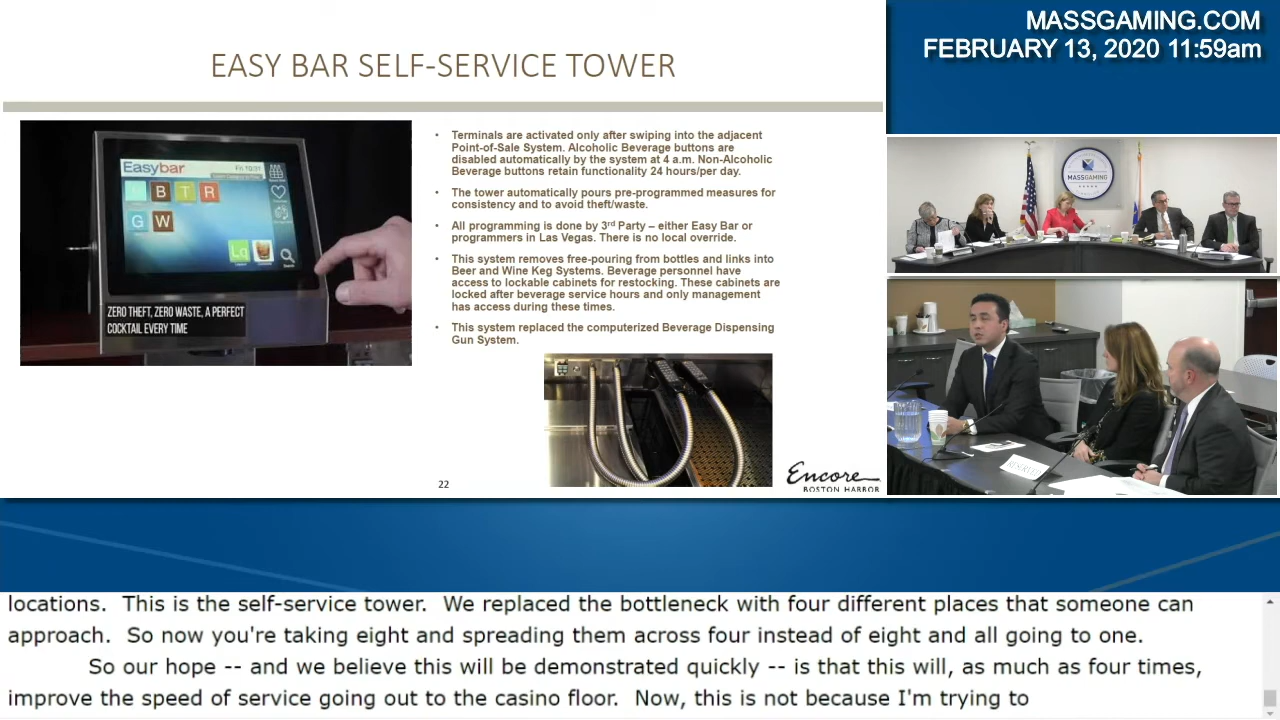 MASSGAMING.COM
FEBRUARY 13, 2020 11:59am
EASY BAR SELF-SERVICE TOWER
Easybar
Fri 10/31
B T R
G W
Lq
ZERO THEFT, ZERO WASTE, A PERFECT
COCKTAIL EVERY TIME
• Terminals are activated only after swiping into the adjacent
Point-of-Sale System. Alcoholic Beverage buttons are
disabled automatically by the system at 4 a.m. Non-Alcoholic
Beverage buttons retain functionality 24 hours/per day.
• The tower automatically pours pre-programmed measures for
consistency and to avoid theft/waste.
• All programming is done by 3rd Party – either Easy Bar or
programmers in Las Vegas. There is no local override.
• This system removes free-pouring from bottles and links into
Beer and Wine Keg Systems. Beverage personnel have
access to lockable cabinets for restocking. These cabinets are
locked after beverage service hours and only management
has access during these times.
• This system replaced the computerized Beverage Dispensing
Gun System.
22
Encore
BOSTON HARBOR
MASSGAMING
RESERVED
locations. This is the self-service tower. We replaced the bottleneck with four different places that someone can
approach. So now you're taking eight and spreading them across four instead of eight and all going to one.
So our hope -- and we believe this will be demonstrated quickly -- is that this will, as much as four times,
improve the speed of service going out to the casino floor. Now, this is not because I'm trying to